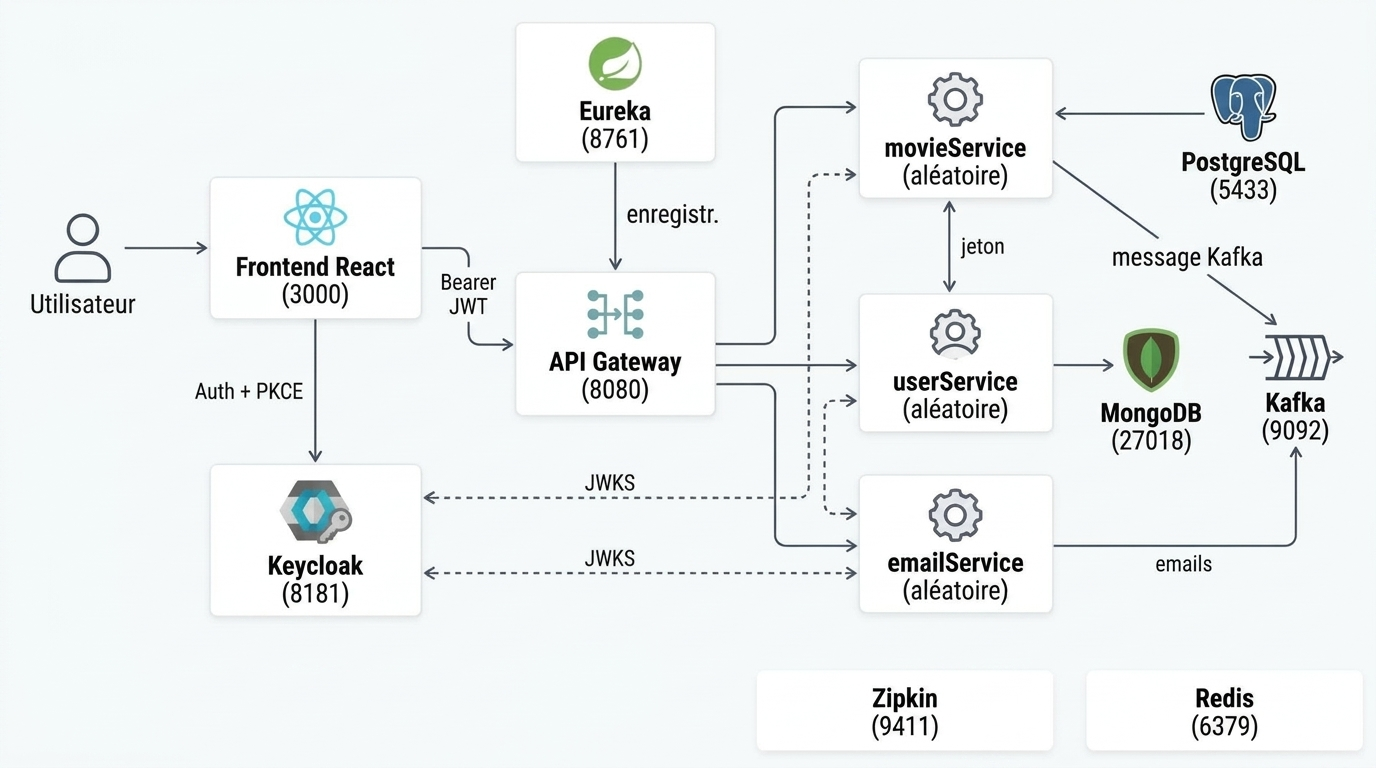 Eureka
(8761)
movieService
(aléatoire)
PostgreSQL
(5433)
enregistr.
Utilisateur
Frontend React
(3000)
Bearer
JWT
jeton
message Kafka
API Gateway
(8080)
userService
(aléatoire)
MongoDB
(27018)
Kafka
(9092)
Auth + PKCE
JWKS
Keycloak
(8181)
JWKS
emailService
(aléatoire)
emails
Zipkin
(9411)
Redis
(6379)